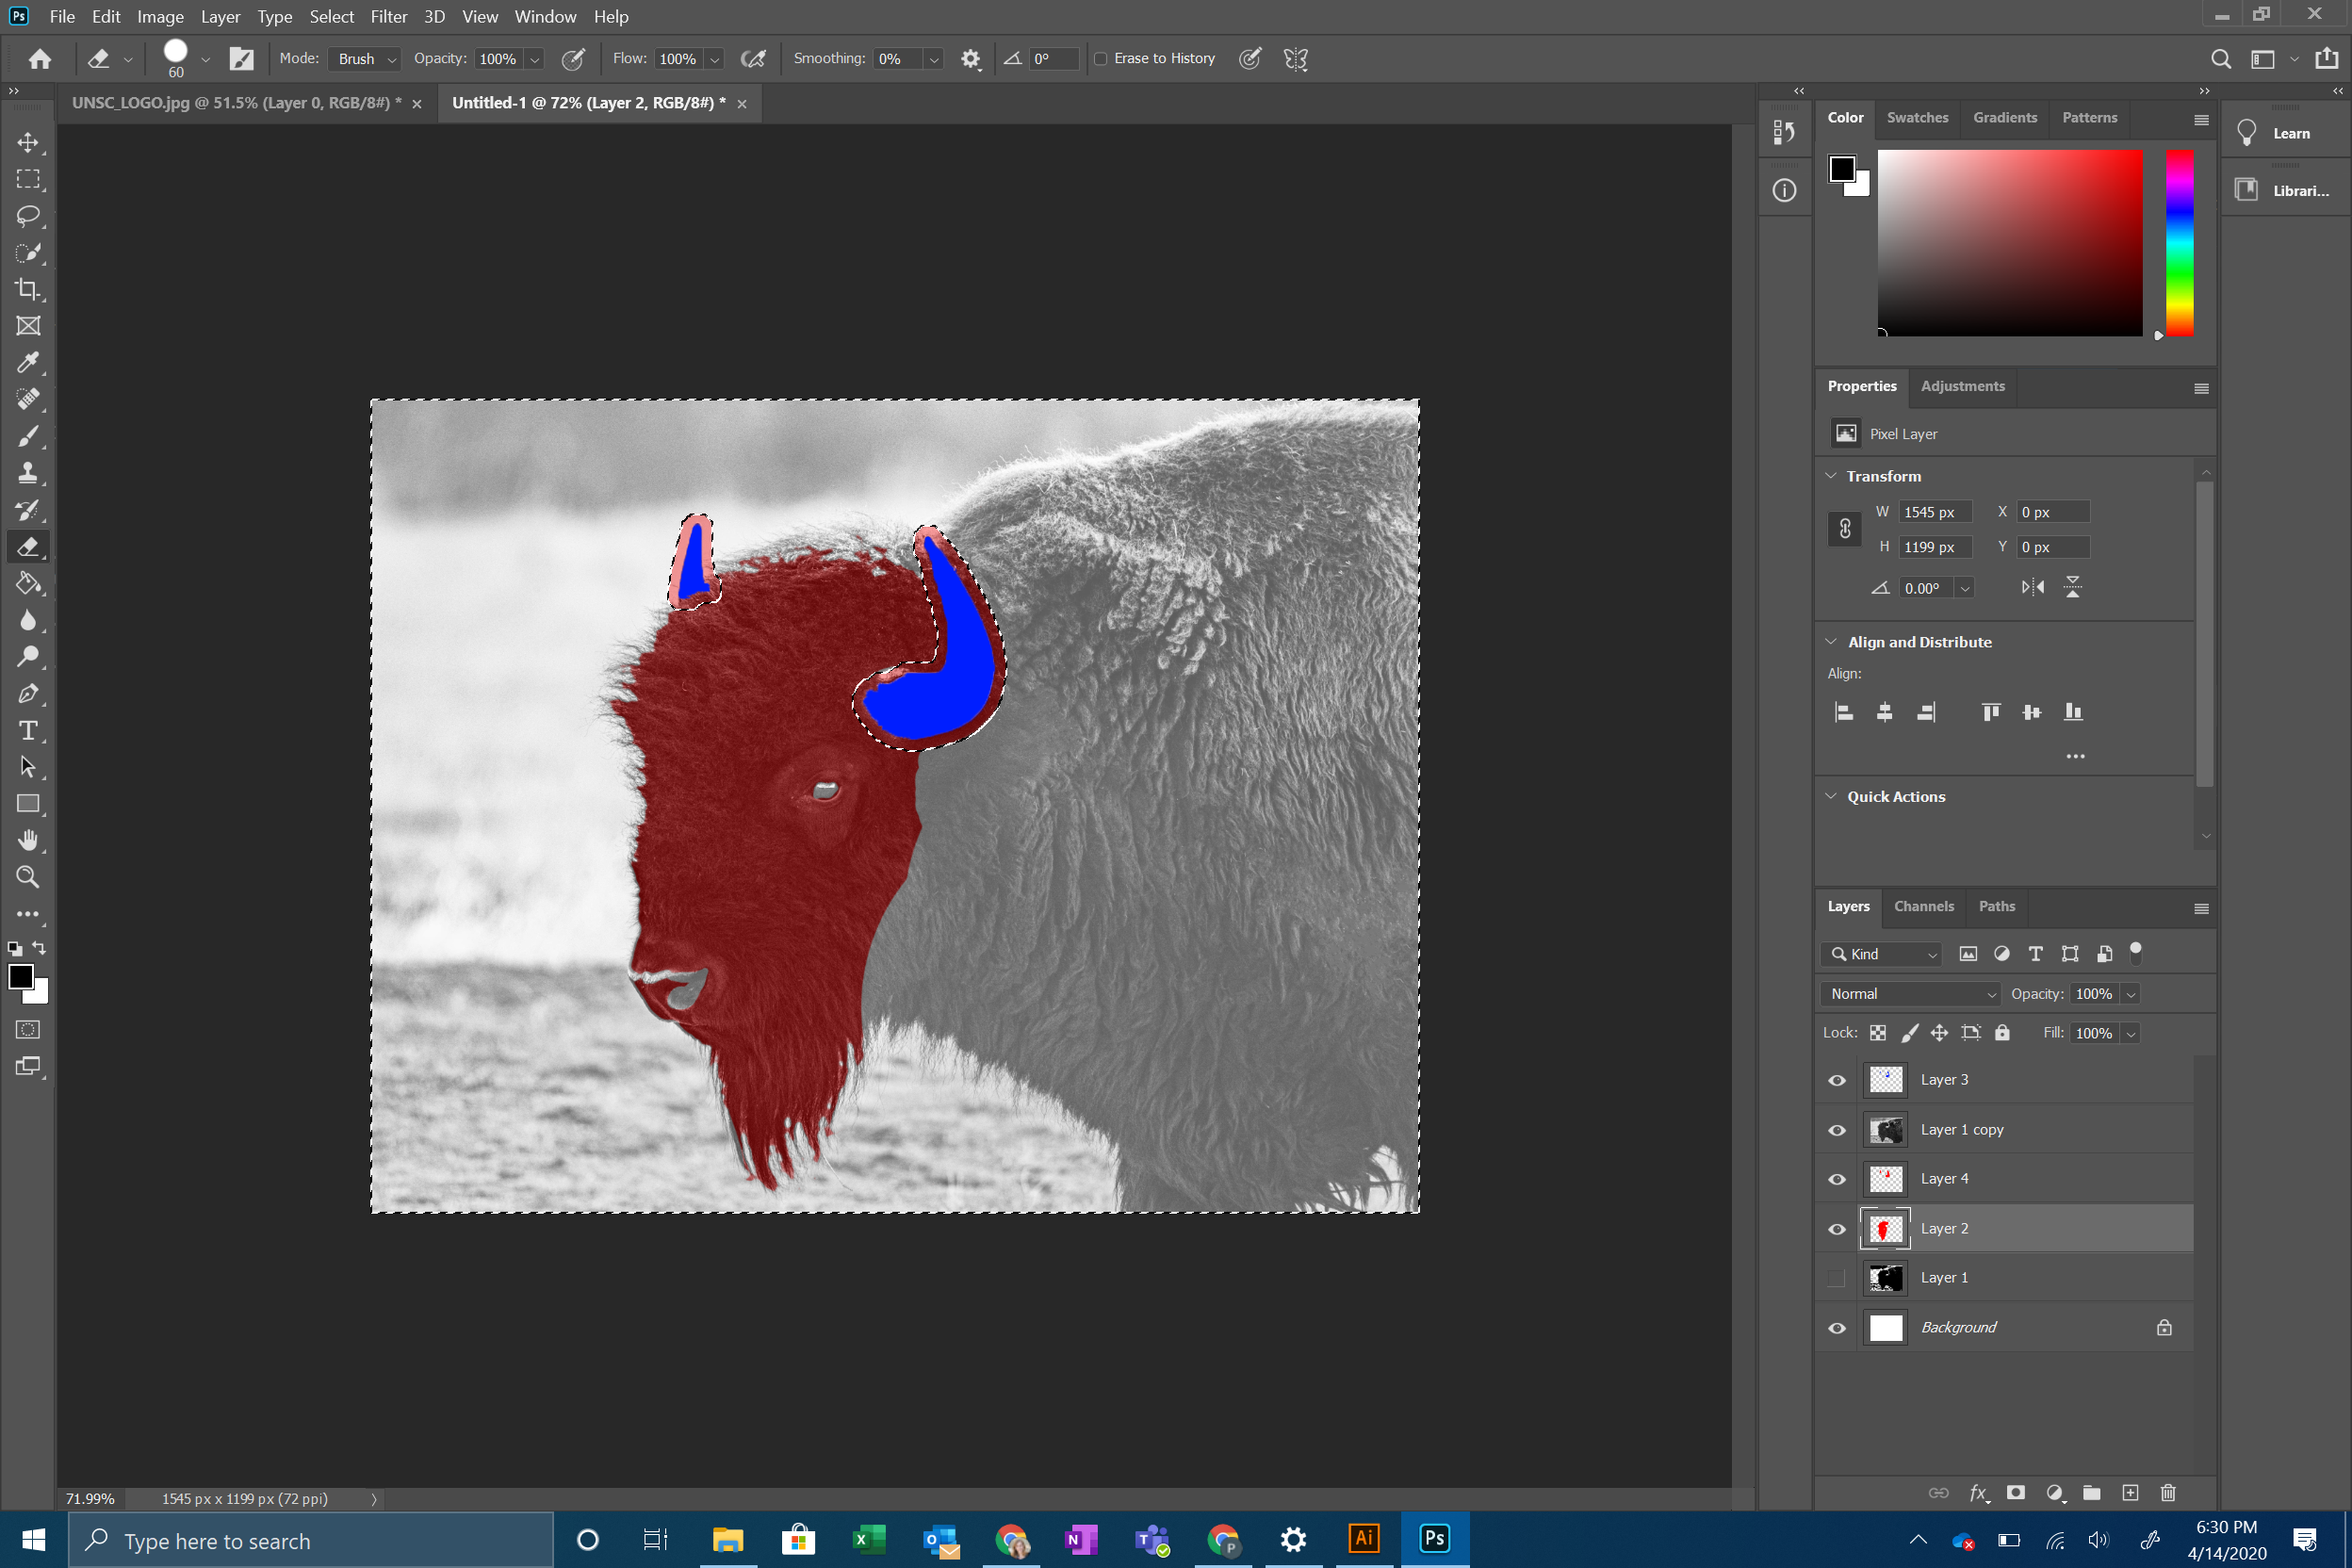 Ps File Edit Image Layer Type Select Filter 3D View Window Help
60 Mode: Brush Opacity: 100% Flow: 100% Smoothing: 0% 0° Erase to History
UNSC_LOGO.jpg @ 51.5% (Layer 0, RGB/8#) * × Untitled-1 @ 72% (Layer 2, RGB/8#) * ×
Color Swatches Gradients Patterns
Learn
Librari...
Properties Adjustments
Pixel Layer
Transform
W 1545 px X 0 px
H 1199 px Y 0 px
0.00°
Align and Distribute
Align:
Quick Actions
Layers Channels Paths
Kind
Normal Opacity: 100%
Lock: Fill: 100%
Layer 3
Layer 1 copy
Layer 4
Layer 2
Layer 1
Background
fx
71.99% 1545 px x 1199 px (72 ppi)
Type here to search
Ai Ps
6:30 PM
4/14/2020